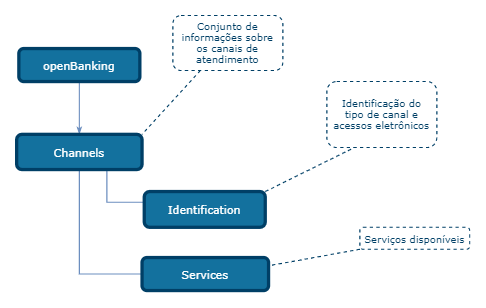 Conjunto de
informações sobre
os canais de
atendimento
openBanking
Identificação do
tipo de canal e
acessos eletrônicos
Channels
Identification
Serviços disponíveis
Services